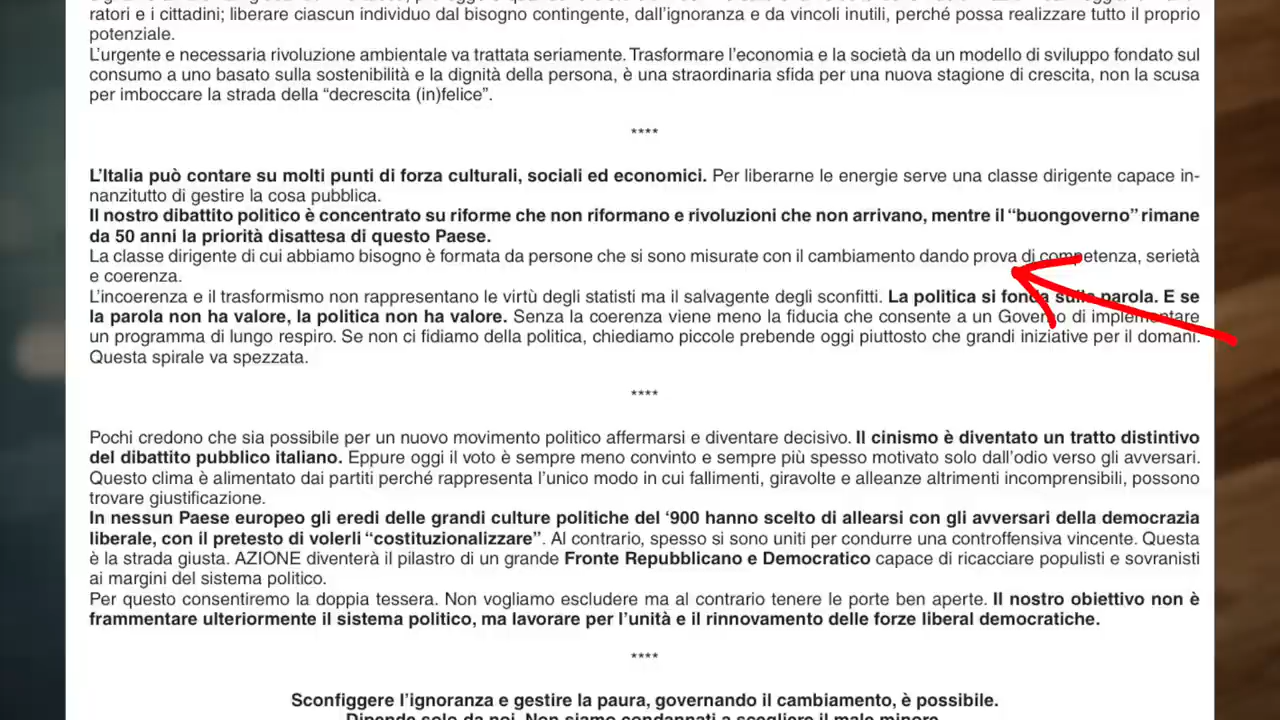 ratori e i cittadini; liberare ciascun individuo dal bisogno contingente, dall’ignoranza e da vincoli inutili, perché possa realizzare tutto il proprio
potenziale.
L’urgente e necessaria rivoluzione ambientale va trattata seriamente. Trasformare l’economia e la società da un modello di sviluppo fondato sul
consumo a uno basato sulla sostenibilità e la dignità della persona, è una straordinaria sfida per una nuova stagione di crescita, non la scusa
per imboccare la strada della “decrescita (in)felice”.
****
L’Italia può contare su molti punti di forza culturali, sociali ed economici. Per liberarne le energie serve una classe dirigente capace in-
nanzitutto di gestire la cosa pubblica.
Il nostro dibattito politico è concentrato su riforme che non riformano e rivoluzioni che non arrivano, mentre il “buongoverno” rimane
da 50 anni la priorità disattesa di questo Paese.
La classe dirigente di cui abbiamo bisogno è formata da persone che si sono misurate con il cambiamento dando prova di competenza, serietà
e coerenza.
L’incoerenza e il trasformismo non rappresentano le virtù degli statisti ma il salvagente degli sconfitti. La politica si fonda sulla parola. E se
la parola non ha valore, la politica non ha valore. Senza la coerenza viene meno la fiducia che consente a un Governo di implementare
un programma di lungo respiro. Se non ci fidiamo della politica, chiediamo piccole prebende oggi piuttosto che grandi iniziative per il domani.
Questa spirale va spezzata.
****
Pochi credono che sia possibile per un nuovo movimento politico affermarsi e diventare decisivo. Il cinismo è diventato un tratto distintivo
del dibattito pubblico italiano. Eppure oggi il voto è sempre meno convinto e sempre più spesso motivato solo dall’odio verso gli avversari.
Questo clima è alimentato dai partiti perché rappresenta l’unico modo in cui fallimenti, giravolte e alleanze altrimenti incomprensibili, possono
trovare giustificazione.
In nessun Paese europeo gli eredi delle grandi culture politiche del ‘900 hanno scelto di allearsi con gli avversari della democrazia
liberale, con il pretesto di volerli “costituzionalizzare”. Al contrario, spesso si sono uniti per condurre una controffensiva vincente. Questa
è la strada giusta. AZIONE diventerà il pilastro di un grande Fronte Repubblicano e Democratico capace di ricacciare populisti e sovranisti
ai margini del sistema politico.
Per questo consentiremo la doppia tessera. Non vogliamo escludere ma al contrario tenere le porte ben aperte. Il nostro obiettivo non è
frammentare ulteriormente il sistema politico, ma lavorare per l’unità e il rinnovamento delle forze liberal democratiche.
****
Sconfiggere l’ignoranza e gestire la paura, governando il cambiamento, è possibile.
Dipende solo da noi. Non siamo condannati a scegliere il male minore.